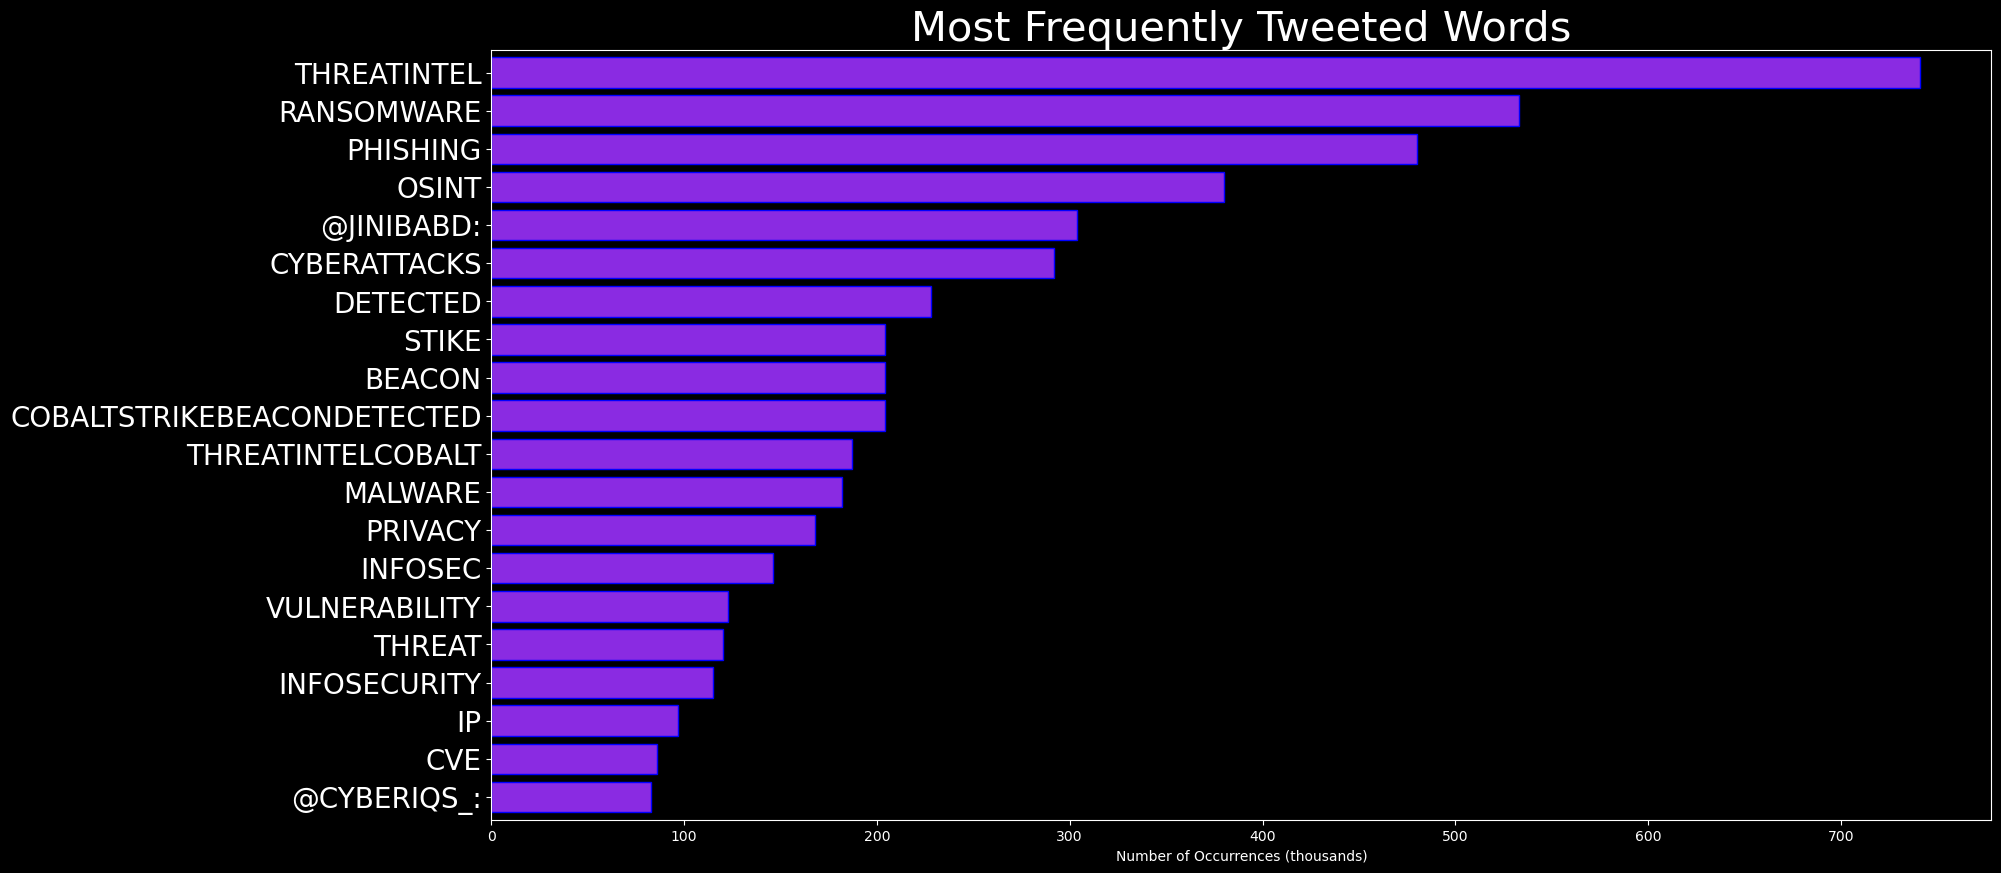 Most Frequently Tweeted Words
THREATINTEL
RANSOMWARE
PHISHING
OSINT
@JINIBABD:
CYBERATTACKS
DETECTED
STIKE
BEACON
COBALTSTRIKEBEACONDETECTED
THREATINTELCOBALT
MALWARE
PRIVACY
INFOSEC
VULNERABILITY
THREAT
INFOSECURITY
IP
CVE
@CYBERIQS_:
0 100 200 300 400 500 600 700
Number of Occurrences (thousands)